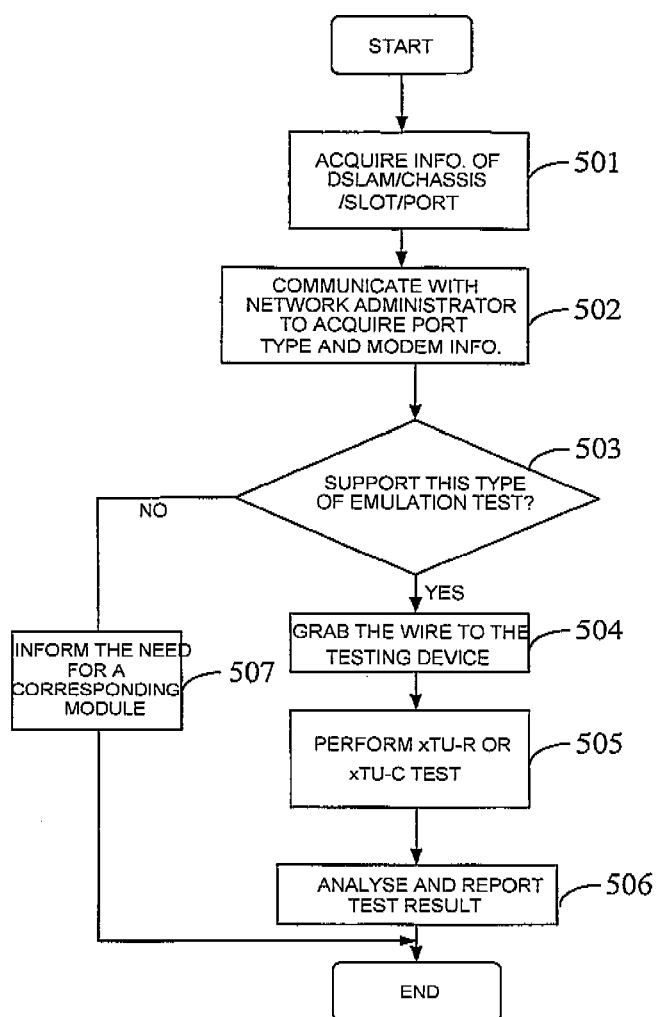 START
ACQUIRE INFO. OF
DSLAM/CHASSIS
/SLOT/PORT
501
COMMUNICATE WITH
NETWORK ADMINISTRATOR
TO ACQUIRE PORT
TYPE AND MODEM INFO.
502
503
SUPPORT THIS TYPE
OF EMULATION TEST?
NO
YES
GRAB THE WIRE TO THE
TESTING DEVICE
504
INFORM THE NEED
FOR A
CORRESPONDING
MODULE
507
PERFORM xTU-R OR
xTU-C TEST
505
ANALYSE AND REPORT
TEST RESULT
506
END